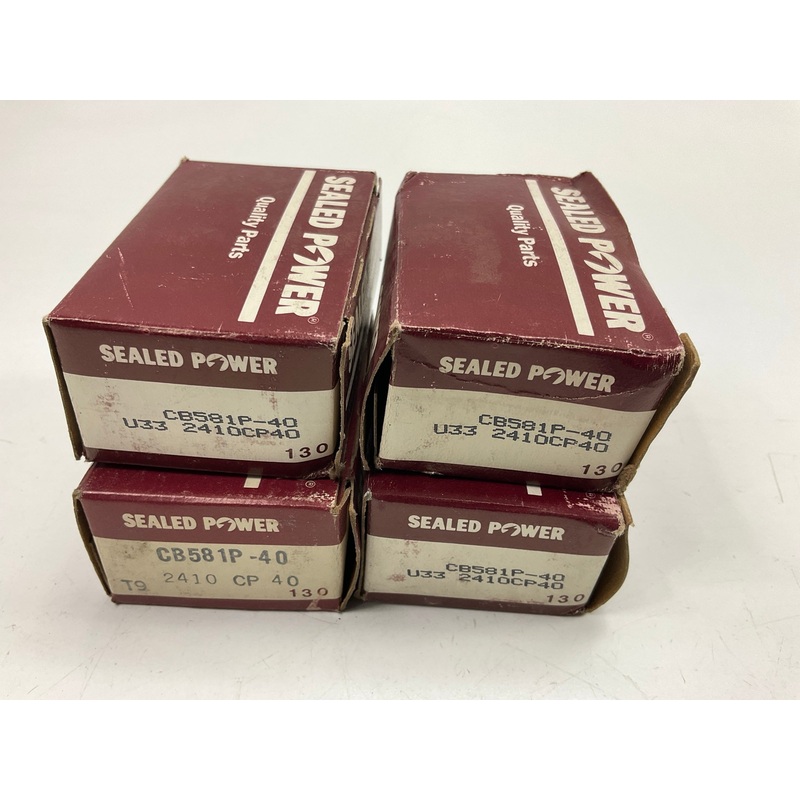 SEALED POWER®
Quality Parts
SEALED POWER
CB581P-40
U33 2410CP40
130
SEALED POWER®
Quality Parts
SEALED POWER
CB581P-40
U33 2410CP40
130
®
SEALED POWER
CB581P-40
T9 2410 CP 40
130
SEALED POWER
CB581P-40
U33 2410CP40
130